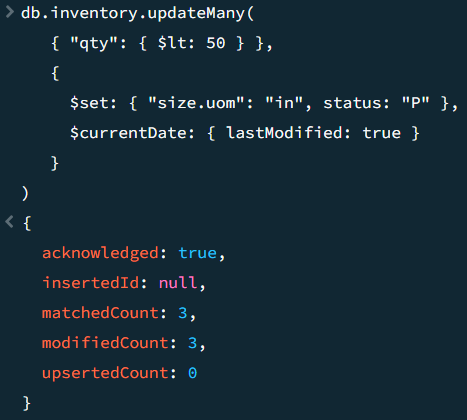 > db.inventory.updateMany(
{ "qty": { $lt: 50 } },
{
$set: { "size.uom": "in", status: "P" },
$currentDate: { lastModified: true }
}
)
< {
acknowledged: true,
insertedId: null,
matchedCount: 3,
modifiedCount: 3,
upsertedCount: 0
}